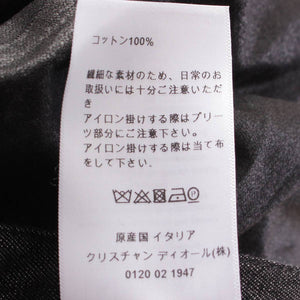 コットン100%
繊細な素材のため、日常のお
取扱いには十分ご注意いただ
き
アイロン掛けする際はプリー
ツ部分にご注意ください。
アイロン掛けする際は当て布
をして下さい。
原産国 イタリア
クリスチャン ディオール(株)
0120 02 1947